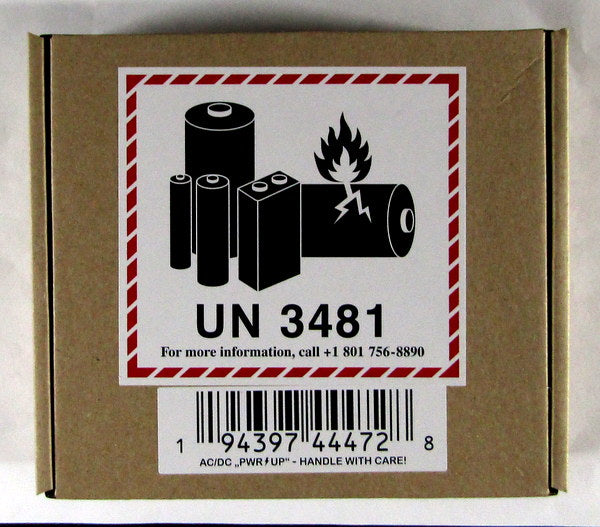 UN 3481
For more information, call +1 801 756-8890
1 94397 44472 8
AC/DC „PWR⚡UP“ - HANDLE WITH CARE!